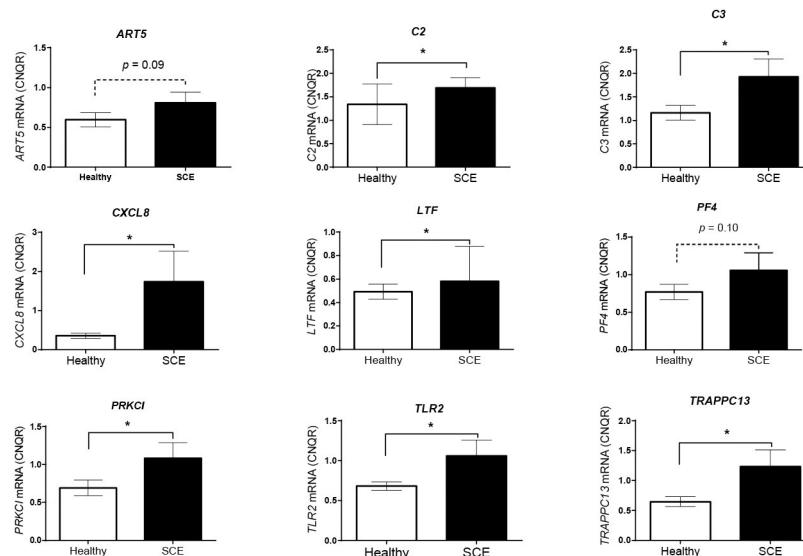 ART5
ART5 mRNA (CNQR)
1.5
1.0
0.5
0.0
p = 0.09
Healthy
SCE
C2
C2 mRNA (CNQR)
2.5
2.0
1.5
1.0
0.5
0.0
*
Healthy
SCE
C3
C3 mRNA (CNQR)
2.5
2.0
1.5
1.0
0.5
0.0
*
Healthy
SCE
CXCL8
CXCL8 mRNA (CNQR)
3
2
1
0
*
Healthy
SCE
LTF
LTF mRNA (CNQR)
1.0
0.8
0.6
0.4
0.2
0.0
*
Healthy
SCE
PF4
PF4 mRNA (CNQR)
1.5
1.0
0.5
0.0
p = 0.10
Healthy
SCE
PRKCI
PRKCI mRNA (CNQR)
1.5
1.0
0.5
0.0
*
Healthy
SCE
TLR2
TLR2 mRNA (CNQR)
1.5
1.0
0.5
0.0
*
Healthy
SCE
TRAPPC13
TRAPPC13 mRNA (CNQR)
2.0
1.5
1.0
0.5
0.0
*
Healthy
SCE